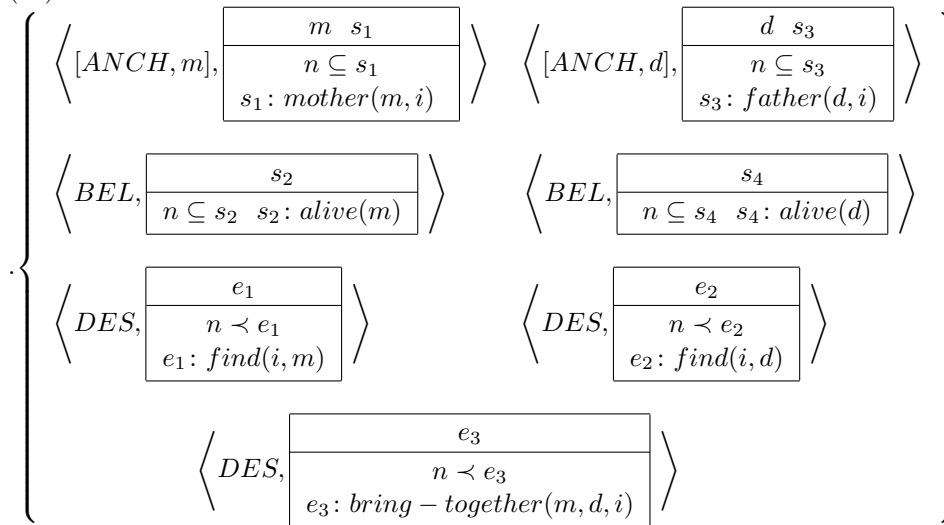 ⟨[ANCH, m], m s₁ ⟨[ANCH, d], d s₃
n ⊆ s₁ n ⊆ s₃
s₁: mother(m, i) ⟩ s₃: father(d, i) ⟩
⟨BEL, s₂ ⟨BEL, s₄
n ⊆ s₂ s₂: alive(m) ⟩ n ⊆ s₄ s₄: alive(d) ⟩
.{
⟨DES, e₁ ⟨DES, e₂
n ≺ e₁ n ≺ e₂
e₁: find(i, m) ⟩ e₂: find(i, d) ⟩
⟨DES, e₃
n ≺ e₃
e₃: bring − together(m, d, i) ⟩